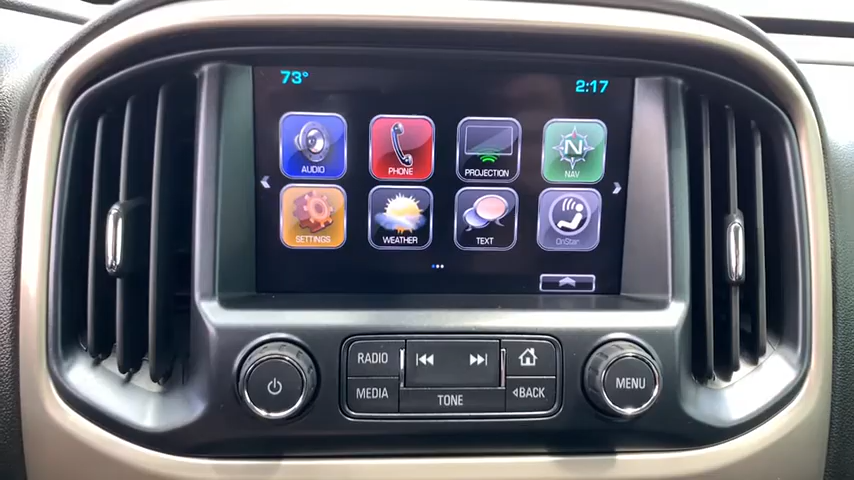 73° 2:17
AUDIO PHONE PROJECTION N NAV
SETTINGS WEATHER TEXT OnStar
RADIO
MEDIA TONE BACK
MENU